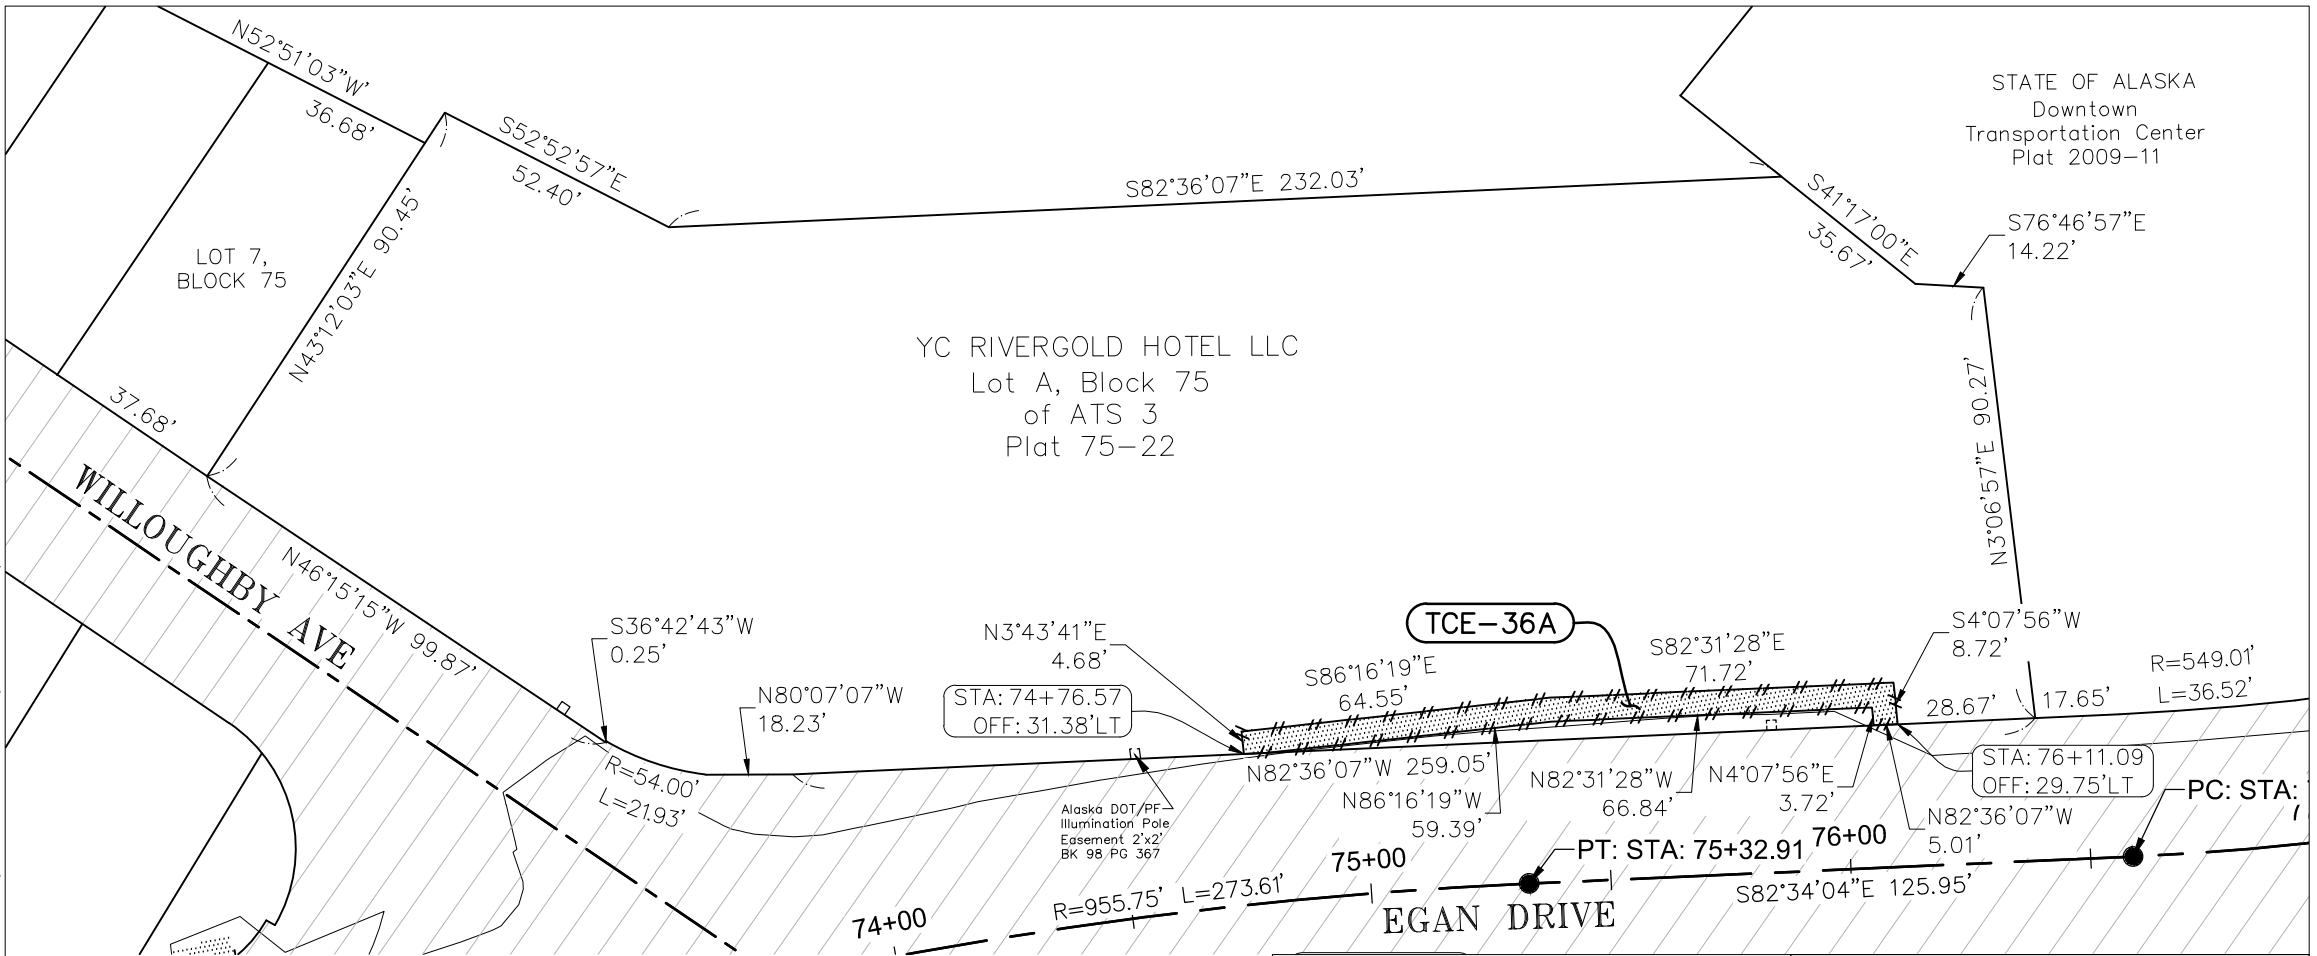 N52°51'03"W
36.68'
S52°52'57"E
52.40'
S82°36'07"E 232.03'
STATE OF ALASKA
Downtown
Transportation Center
Plat 2009-11
S41°17'00"E
35.67'
S76°46'57"E
14.22'
LOT 7,
BLOCK 75
N43°12'03"E 90.45'
YC RIVERGOLD HOTEL LLC
Lot A, Block 75
of ATS 3
Plat 75-22
N3°06'57"E 90.27'
37.68'
WILLOUGHBY AVE
N46°15'15"W 99.87'
S36°42'43"W
0.25'
N80°07'07"W
18.23'
R=54.00'
L=21.93'
N3°43'41"E
4.68'
STA: 74+76.57
OFF: 31.38'LT
S86°16'19"E
64.55'
TCE-36A
S82°31'28"E
71.72'
S4°07'56"W
8.72'
28.67'
17.65'
R=549.01'
L=36.52'
N82°36'07"W 259.05'
N86°16'19"W
59.39'
N82°31'28"W
66.84'
N4°07'56"E
3.72'
STA: 76+11.09
OFF: 29.75'LT
N82°36'07"W
5.01'
PC: STA:
Alaska DOT/PF
Illumination Pole
Easement 2'x2'
BK 98 PG 367
74+00
R=955.75' L=273.61'
75+00
PT: STA: 75+32.91
76+00
S82°34'04"E 125.95'
EGAN DRIVE